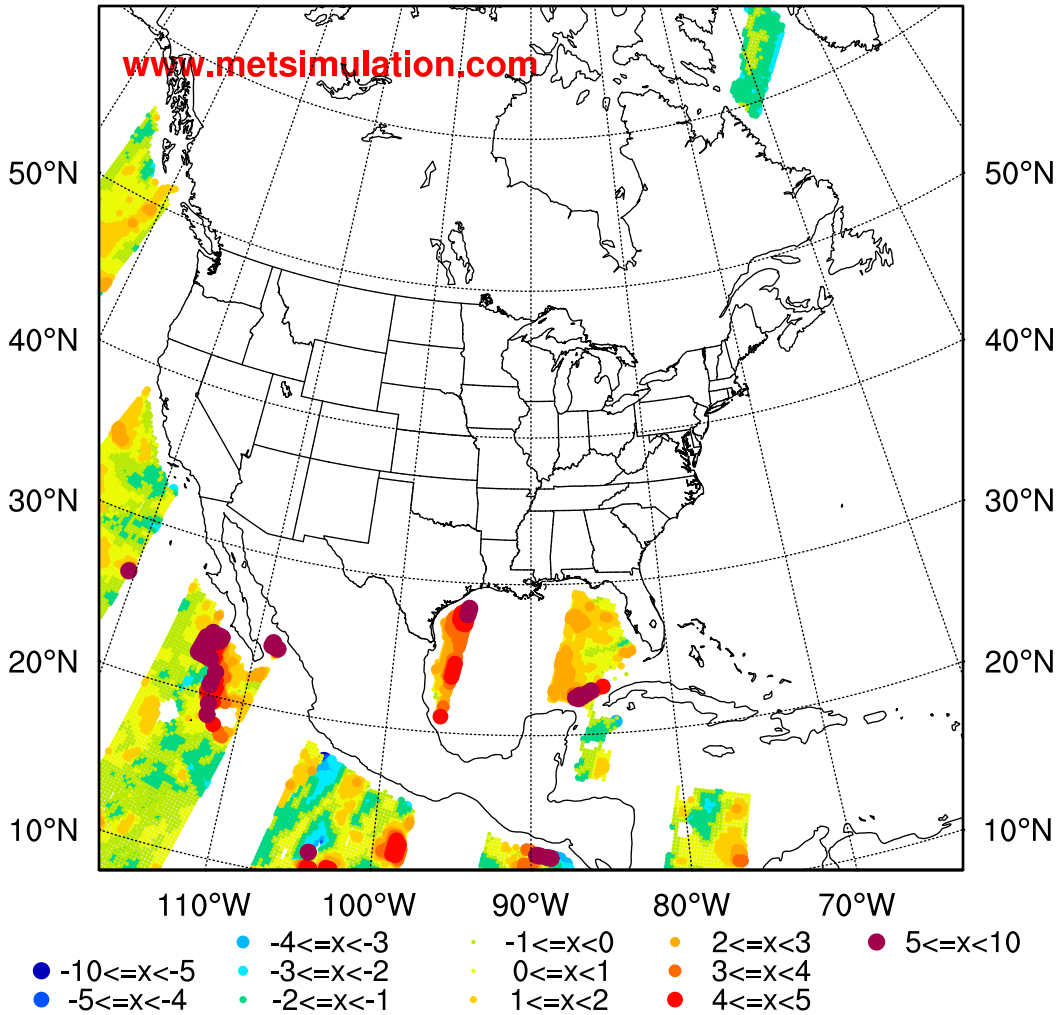 www.metsimulation.com
50°N 50°N
40°N 40°N
30°N 30°N
20°N 20°N
10°N 10°N
110°W 100°W 90°W 80°W 70°W
-4<=x<-3 -1<=x<0 2<=x<3 5<=x<10
-10<=x<-5 -3<=x<-2 0<=x<1 3<=x<4
-5<=x<-4 -2<=x<-1 1<=x<2 4<=x<5